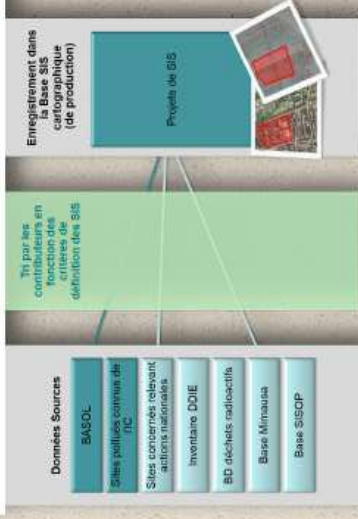 Données Sources
BASOL
Sites pollués connus de
l'IC
Sites concernés relevant
actions nationales
Inventaire DDIE
BD déchets radioactifs
Base Mimausa
Base SISOP
Tri par les
contributeurs en
fonction des
critères de
définition des SIS
Enregistrement dans
la Base SIS
cartographique
(de production)
Projets de SIS